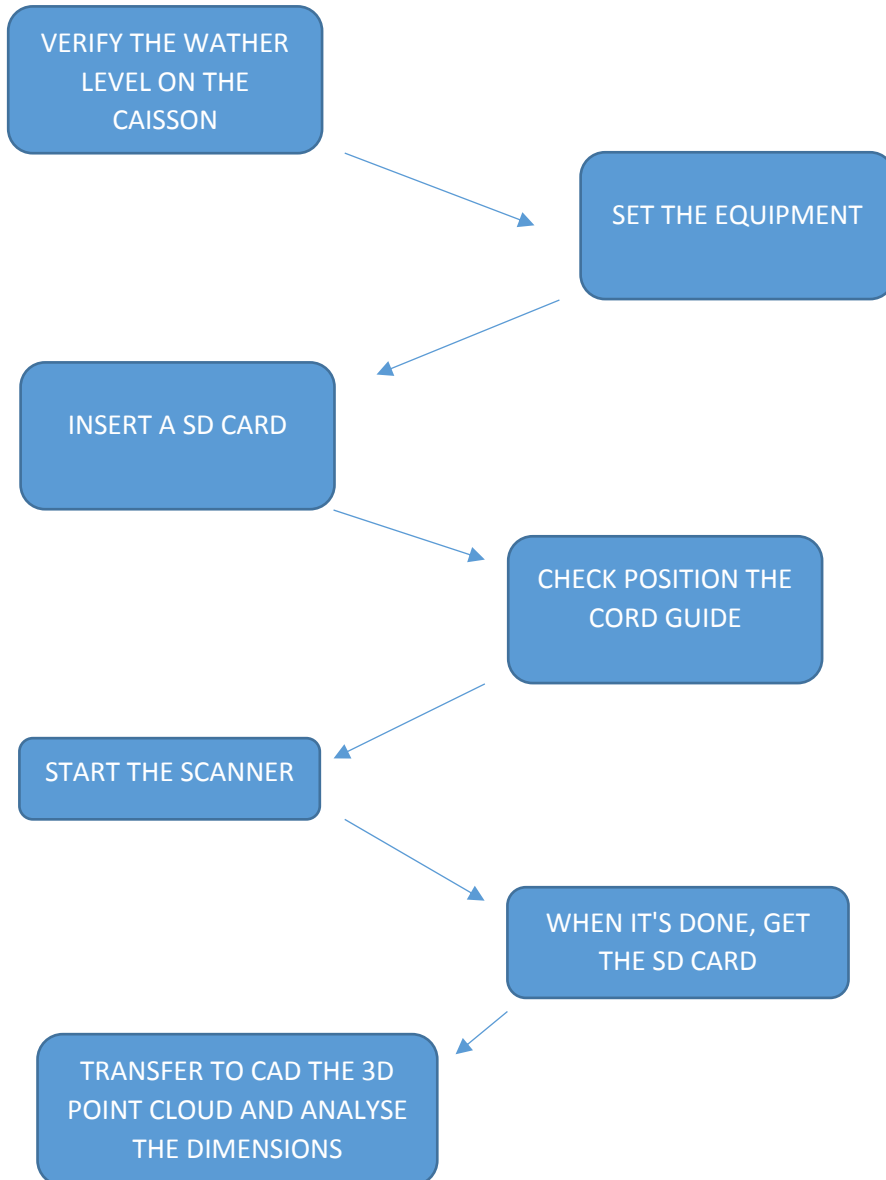 VERIFY THE WATHER
LEVEL ON THE
CAISSON
SET THE EQUIPMENT
INSERT A SD CARD
CHECK POSITION THE
CORD GUIDE
START THE SCANNER
WHEN IT'S DONE, GET
THE SD CARD
TRANSFER TO CAD THE 3D
POINT CLOUD AND ANALYSE
THE DIMENSIONS